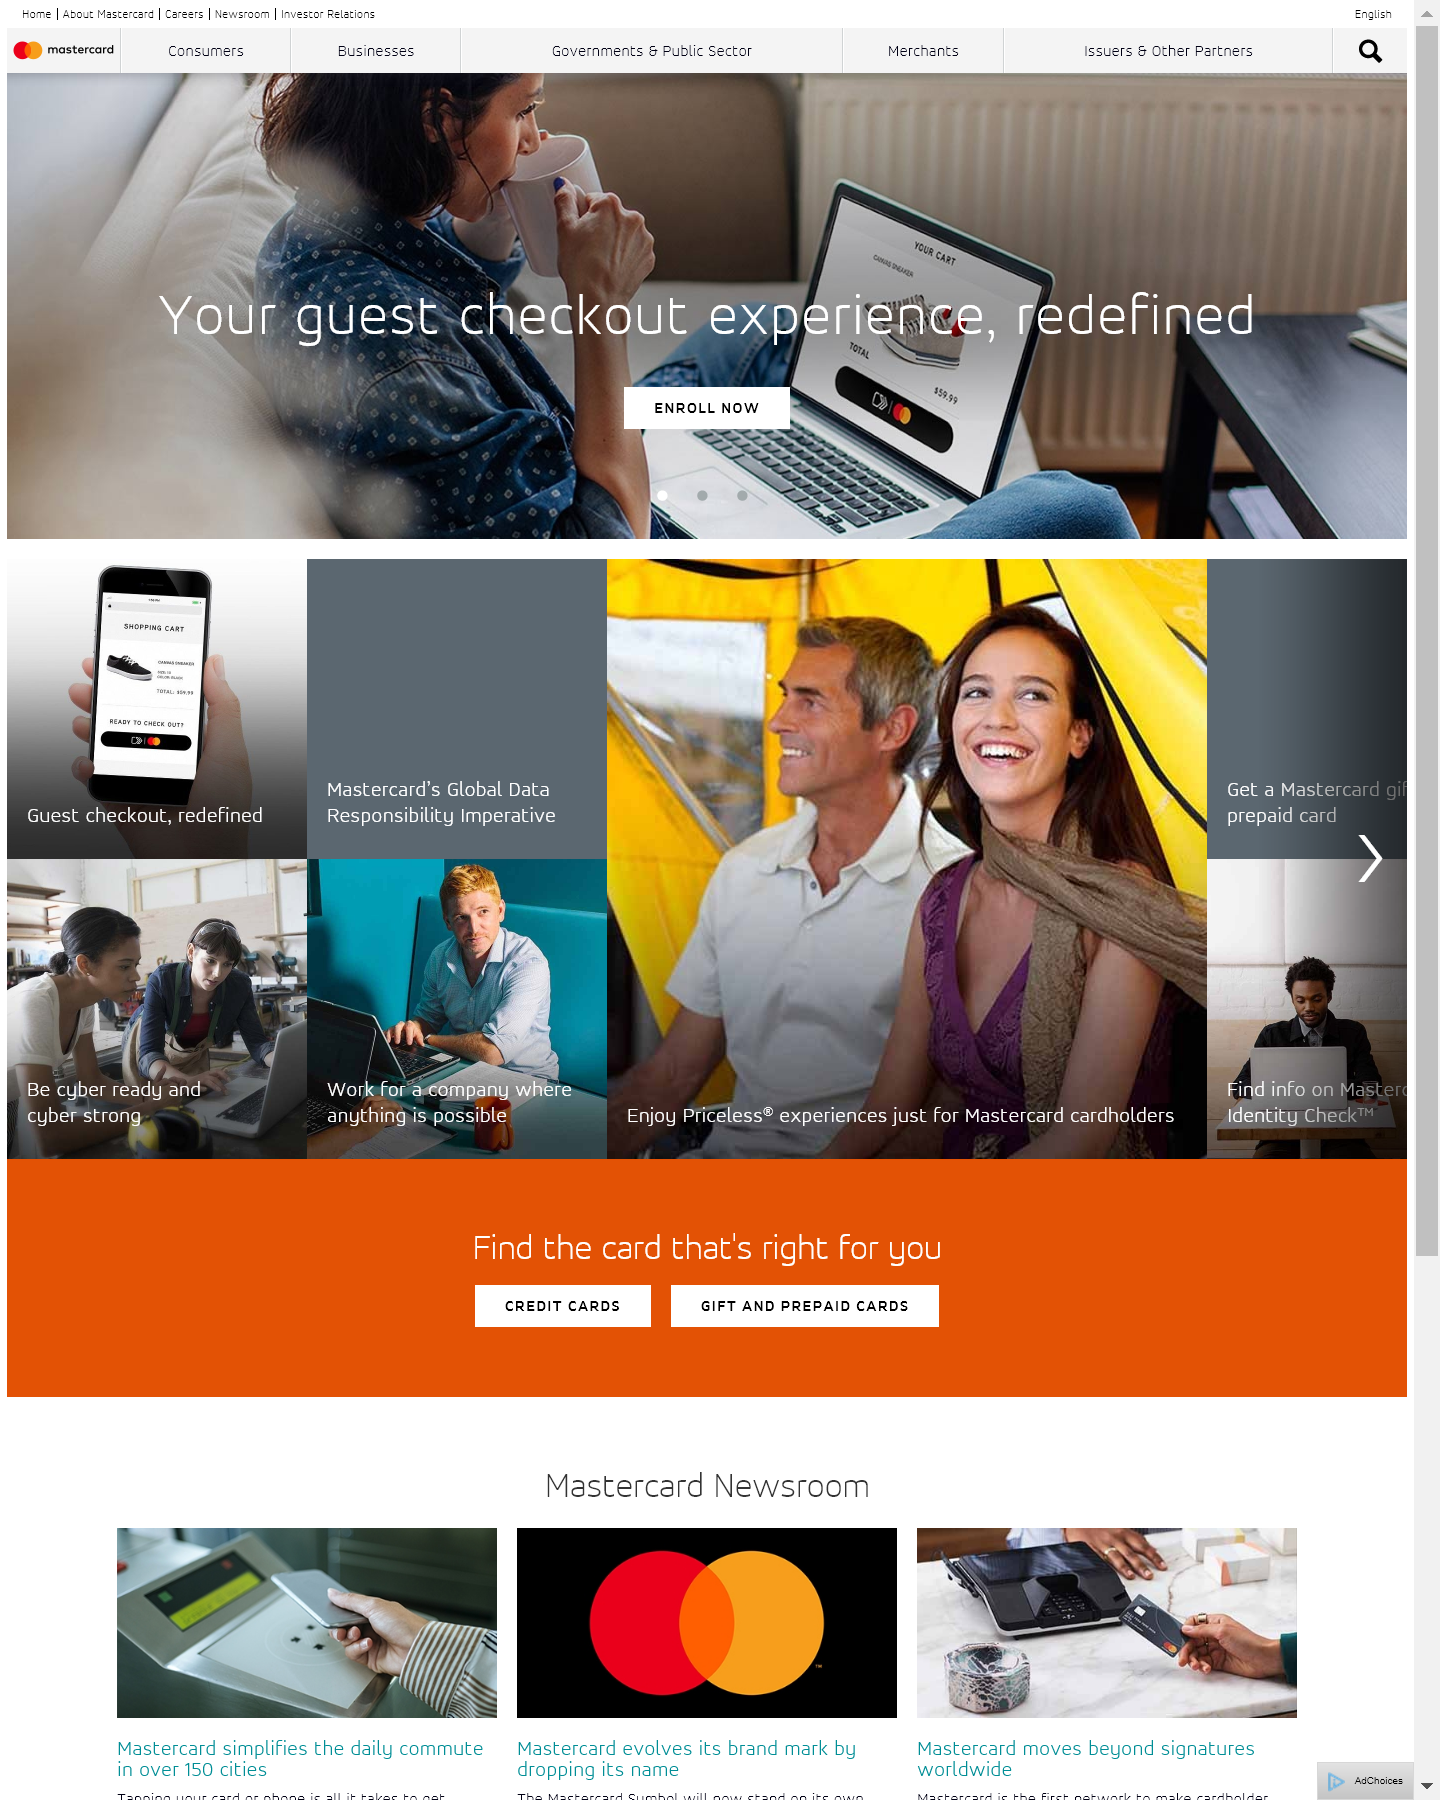 Home
About Mastercard
Careers
Newsroom
Investor Relations
English
mastercard
Consumers
Businesses
Governments & Public Sector
Merchants
Issuers & Other Partners
YOUR CART
CANVAS SNEAKER
Your guest checkout experience, redefined
TOTAL
$59.99
ENROLL NOW
SHOPPING CART
CANVAS SNEAKER
TOTAL: $59.99
READY TO CHECK OUT?
Guest checkout, redefined
Mastercard's Global Data
Responsibility Imperative
Get a Mastercard gif
prepaid card
Be cyber ready and
cyber strong
Work for a company where
anything is possible
Enjoy Priceless® experiences just for Mastercard cardholders
Find info on Masterc
Identity Check™
Find the card that's right for you
CREDIT CARDS
GIFT AND PREPAID CARDS
Mastercard Newsroom
Mastercard simplifies the daily commute
in over 150 cities
Tapping your card or phone is all it takes to get
Mastercard evolves its brand mark by
dropping its name
The Mastercard Symbol will now stand on its own
Mastercard moves beyond signatures
worldwide
Mastercard is the first network to make cardholder
AdChoices